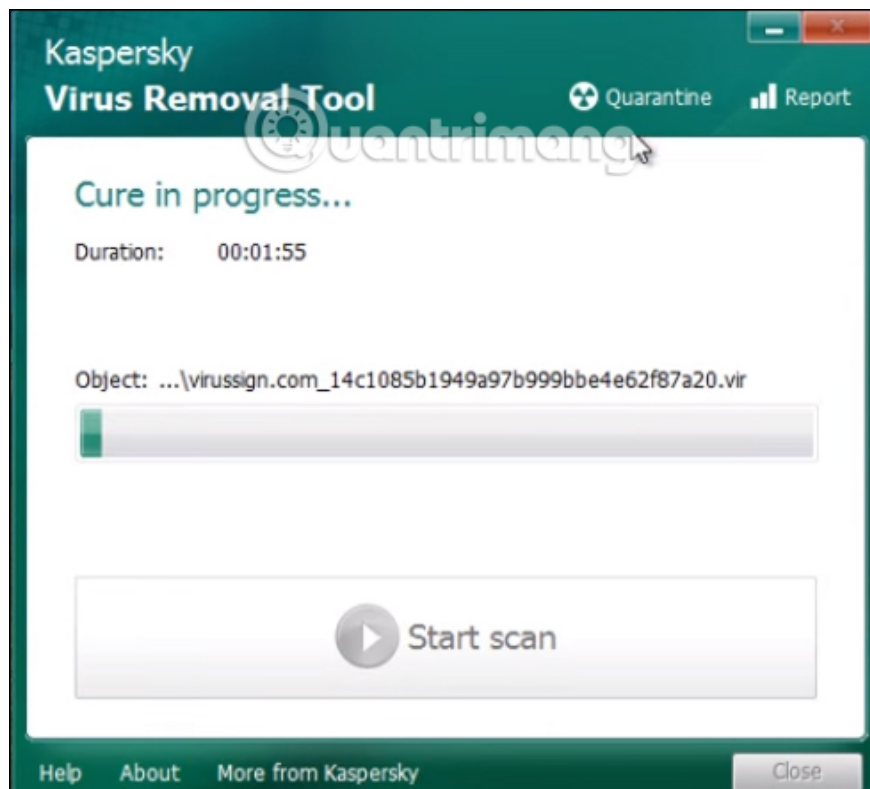 Kaspersky
Virus Removal Tool
Quarantine
Report
Quantrimang
Cure in progress...
Duration: 00:01:55
Object: ...\virussign.com_14c1085b1949a97b999bbe4e62f87a20.vir
Start scan
Help About More from Kaspersky Close